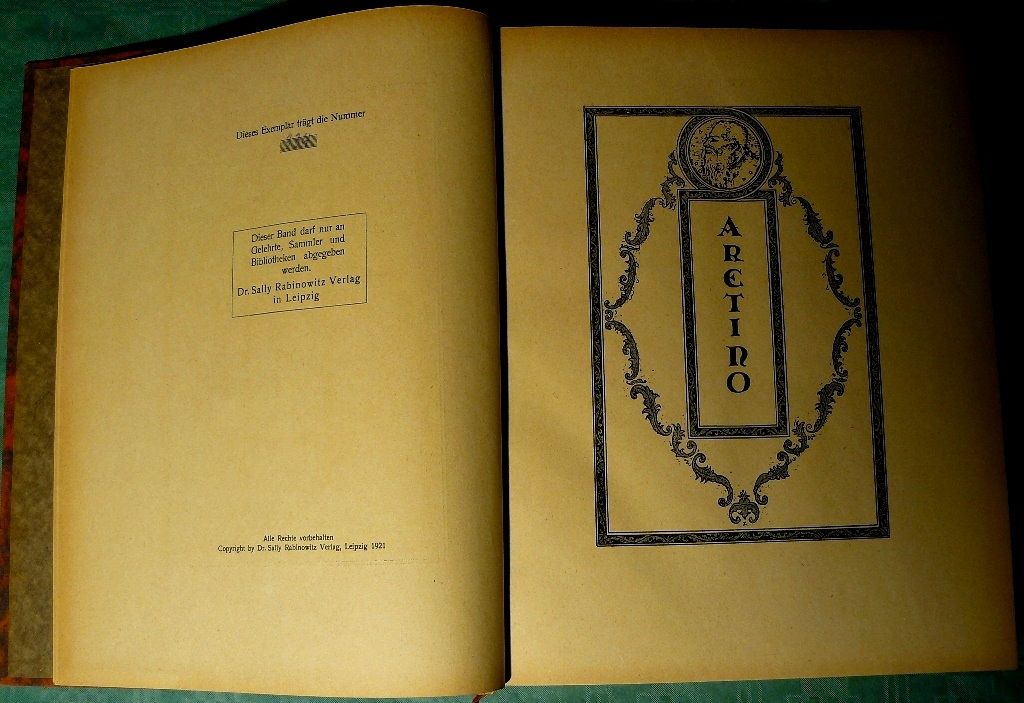 Dieses Exemplar trägt die Nummer
Dieser Band darf nur an
Gelehrte, Sammler und
Bibliotheken abgegeben
werden.
Dr. Sally Rabinowitz Verlag
in Leipzig
Alle Rechte vorbehalten
Copyright by Dr. Sally Rabinowitz Verlag, Leipzig 1921
ARETINO